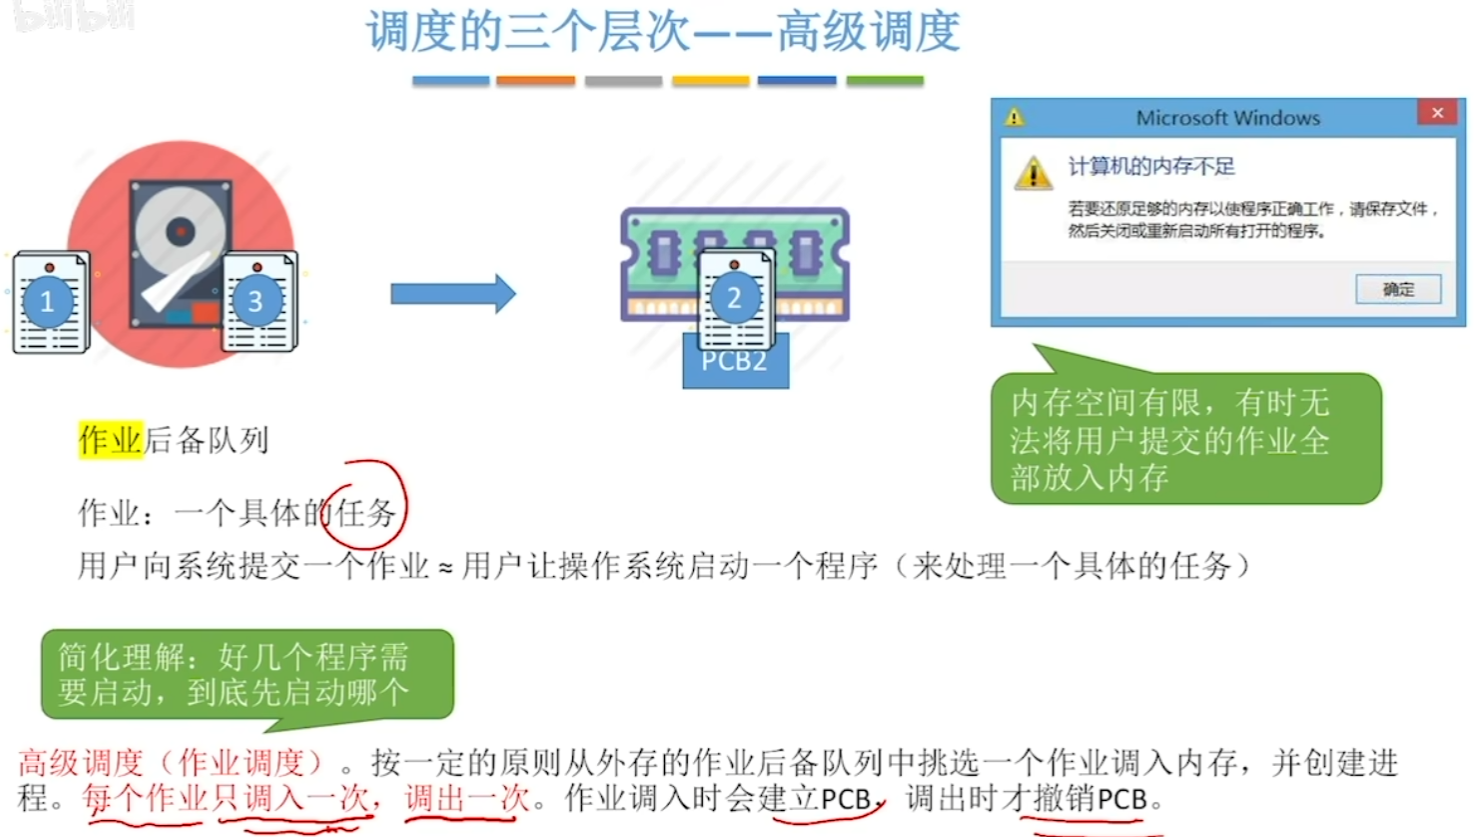 bilibili
调度的三个层次——高级调度
Microsoft Windows
计算机的内存不足
若要还原足够的内存以使程序正确工作，请保存文件，
然后关闭或重新启动所有打开的程序。
确定
1
3
2
PCB2
内存空间有限，有时无
法将用户提交的作业全
部放入内存
作业后备队列
作业：一个具体的任务
用户向系统提交一个作业 ≈ 用户让操作系统启动一个程序（来处理一个具体的任务）
简化理解：好几个程序需
要启动，到底先启动哪个
高级调度（作业调度）。按一定的原则从外存的作业后备队列中挑选一个作业调入内存，并创建进
程。每个作业只调入一次，调出一次。作业调入时会建立PCB，调出时才撤销PCB。